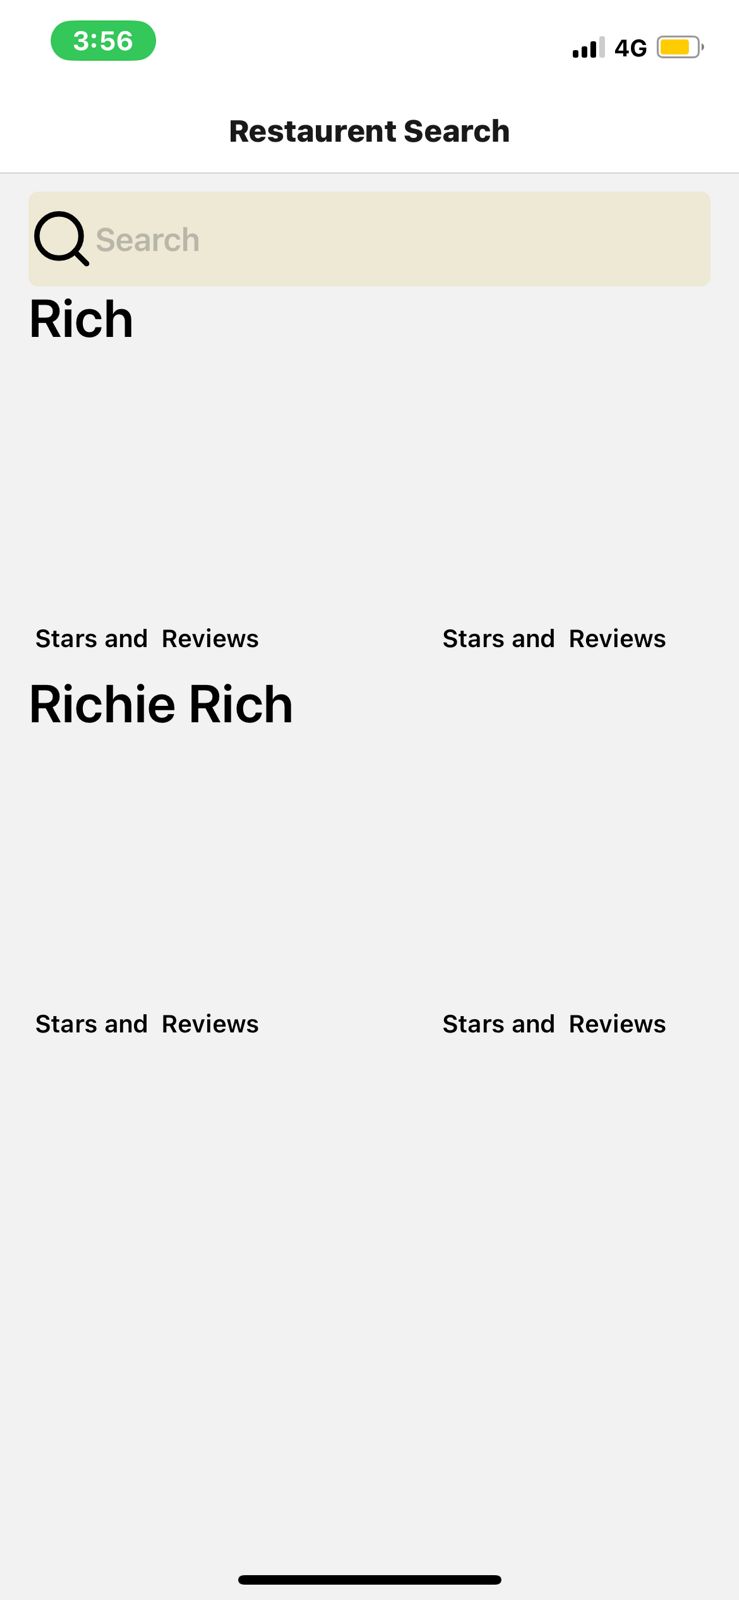 3:56 4G
Restaurent Search
Search
Rich
Stars and  Reviews Stars and  Reviews
Richie Rich
Stars and  Reviews Stars and  Reviews